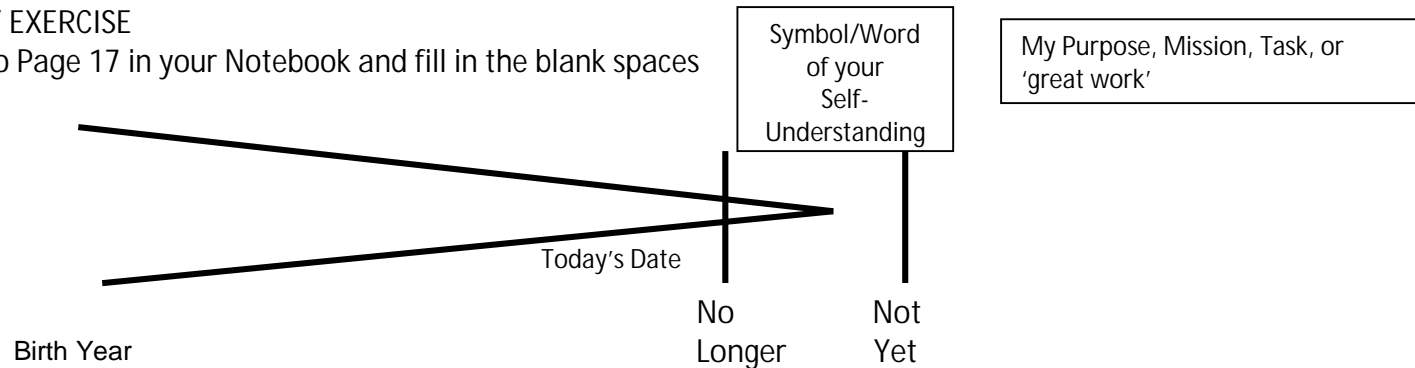 EXERCISE
Page 17 in your Notebook and fill in the blank spaces
Symbol/Word
of your
Self-
Understanding
My Purpose, Mission, Task, or
‘great work’
Today’s Date
No
Longer
Not
Yet
Birth Year